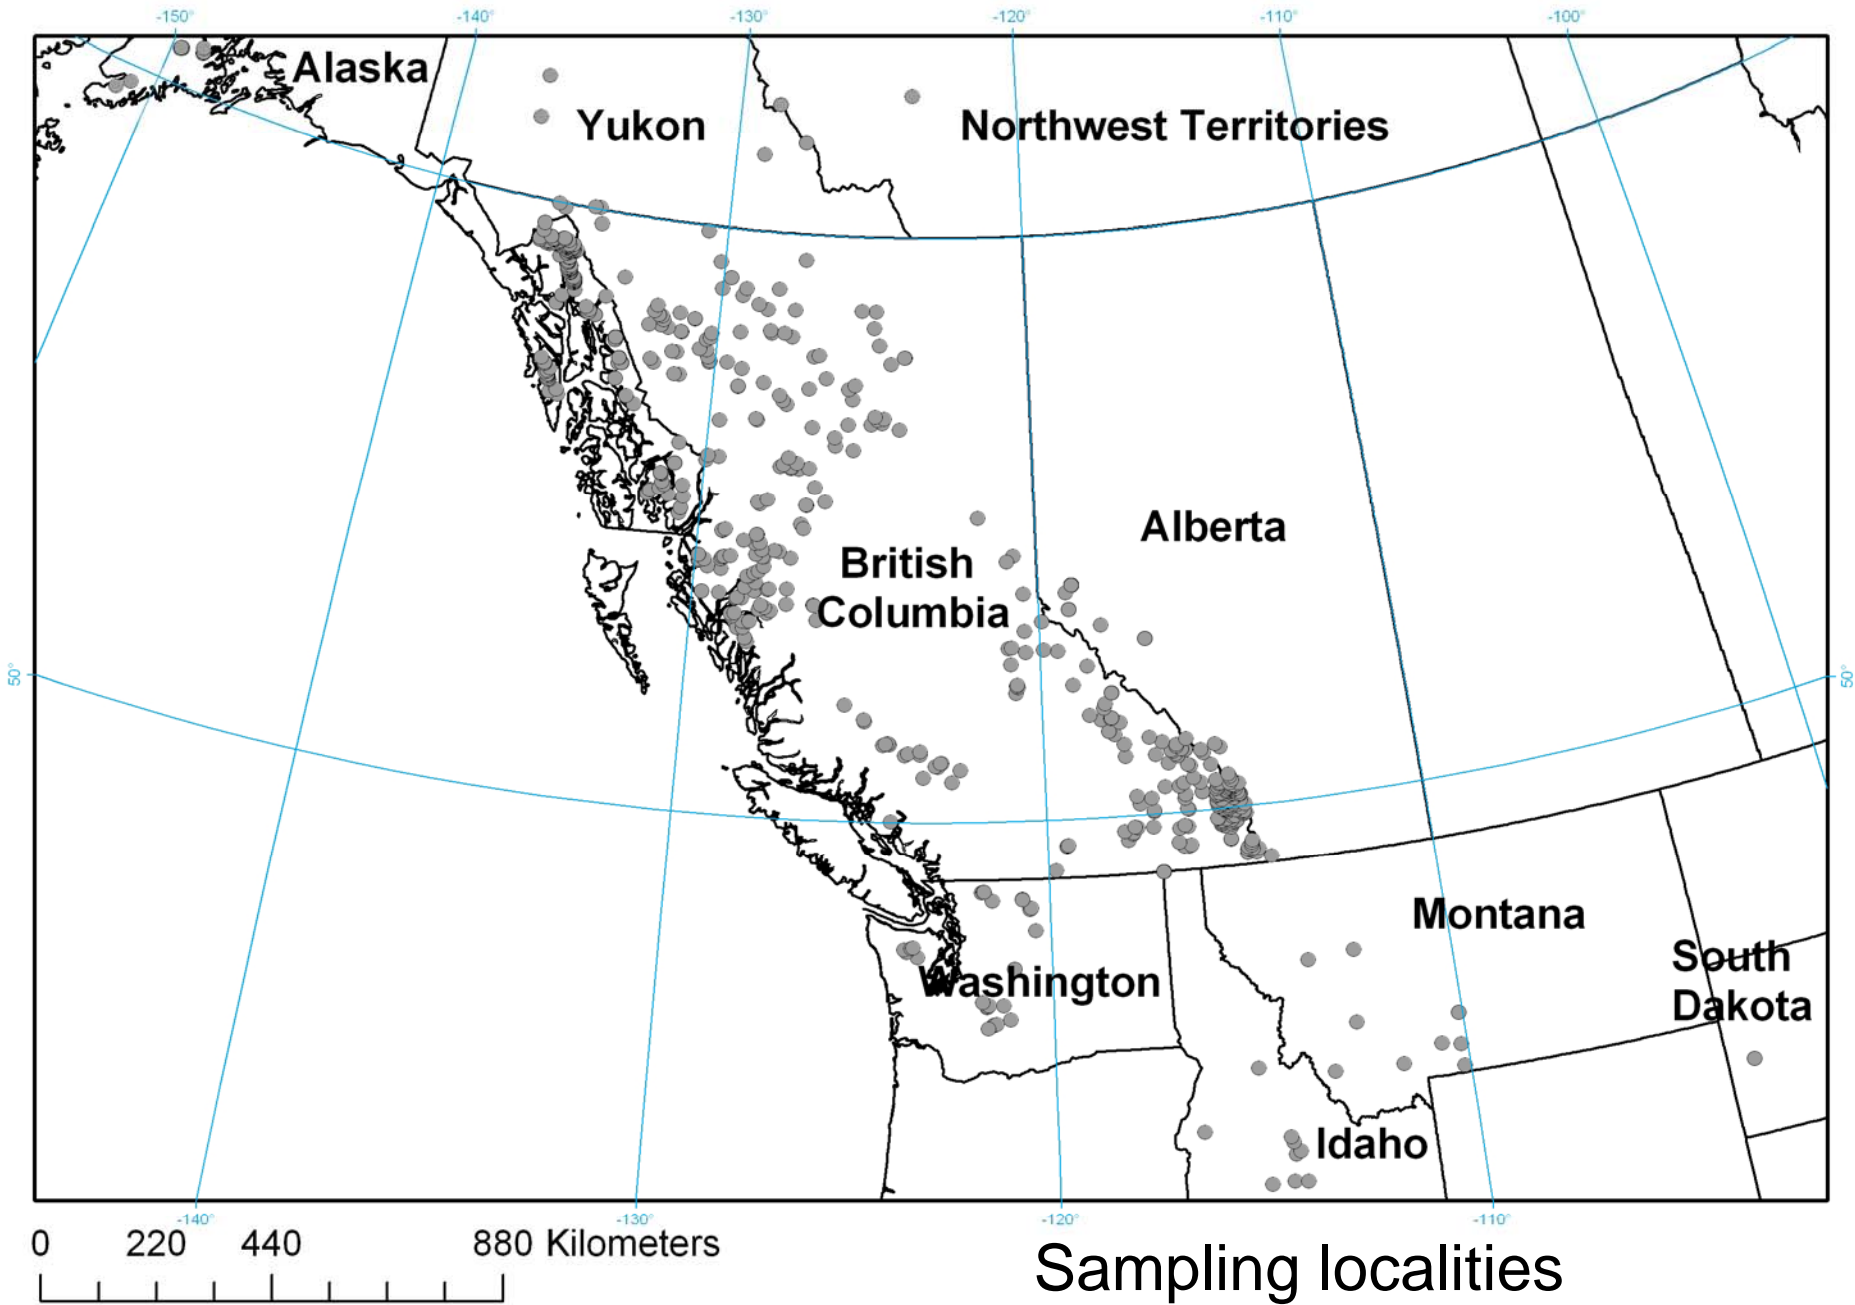 -150°
-140°
-130°
-120°
-110°
-100°
Alaska
Yukon
Northwest Territories
Alberta
British
Columbia
50°
50°
Montana
South
Dakota
Washington
Idaho
-140°
-130°
-120°
-110°
0 220 440 880 Kilometers
Sampling localities